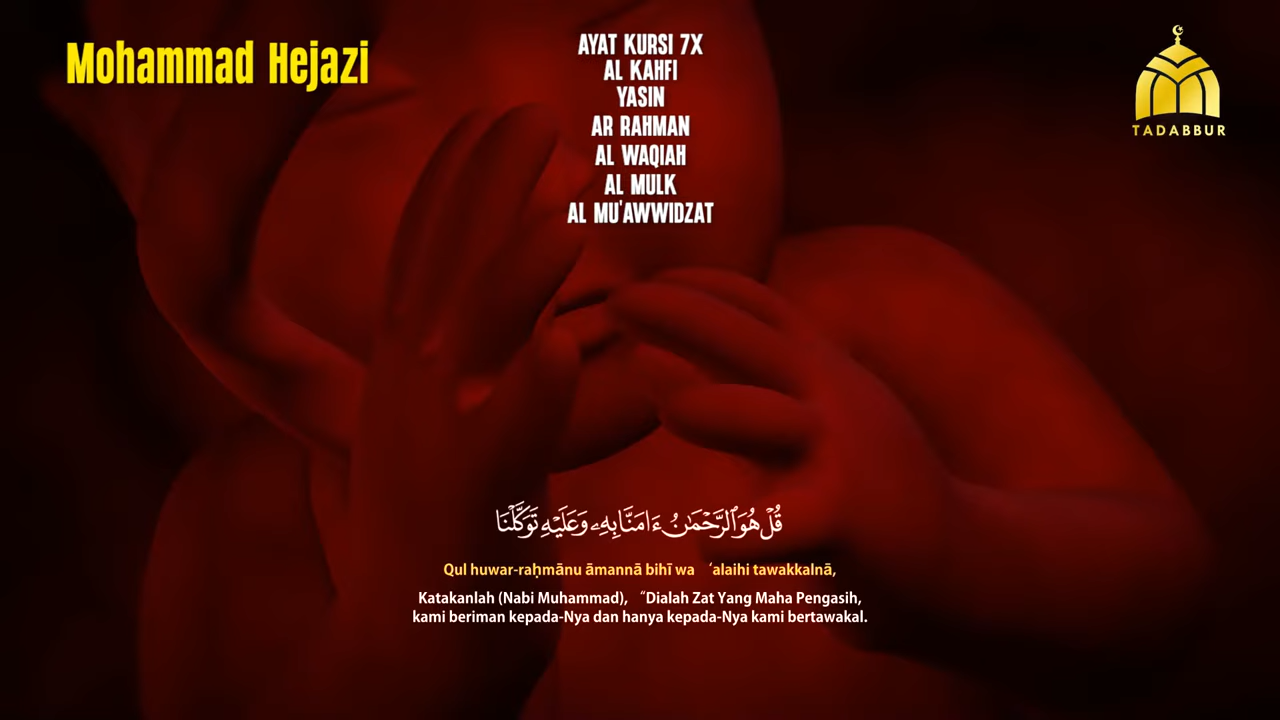 Mohammad Hejazi
AYAT KURSI 7X
AL KAHFI
YASIN
AR RAHMAN
AL WAQIAH
AL MULK
AL MU'AWWIDZAT
TADABBUR
قُلْ هُوَ ٱلرَّحْمَـٰنُ ءَامَنَّا بِهِۦ وَعَلَيْهِ تَوَكَّلْنَا
Qul huwar-raḥmānu āmannā bihī wa ‘alaihi tawakkalnā,
Katakanlah (Nabi Muhammad), “Dialah Zat Yang Maha Pengasih,
kami beriman kepada-Nya dan hanya kepada-Nya kami bertawakal.